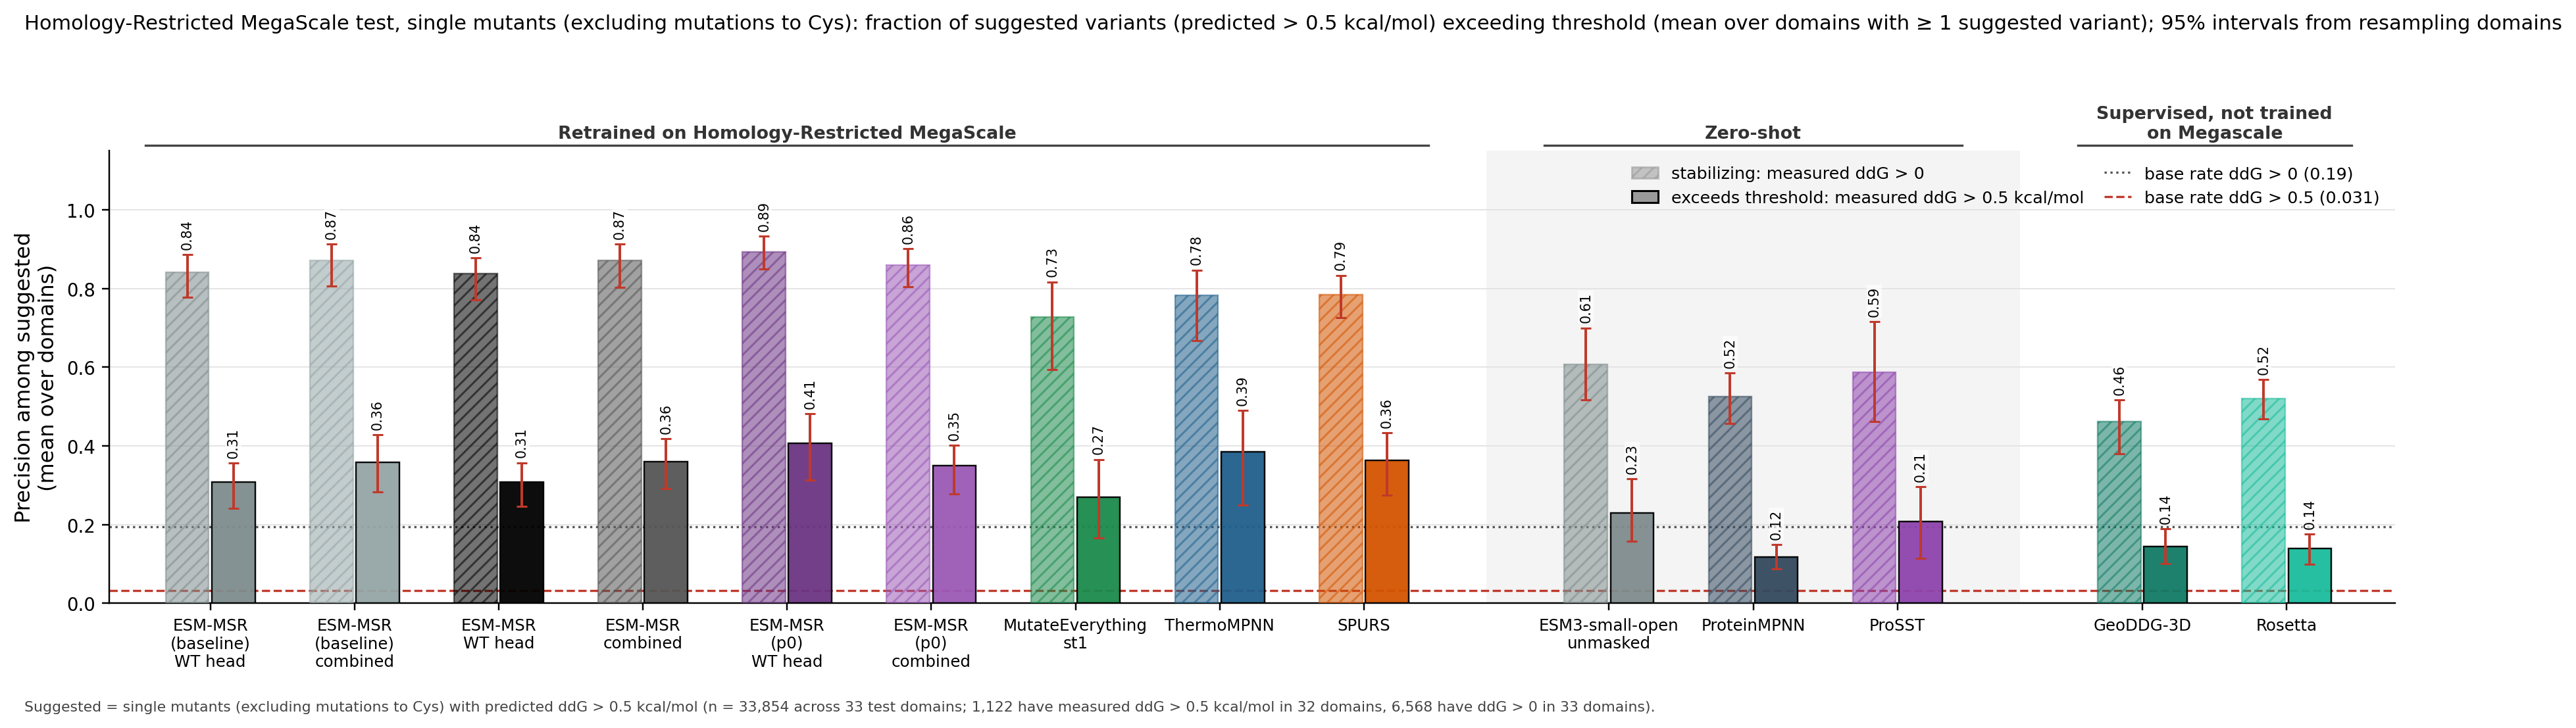 Homology-Restricted MegaScale test, single mutants (excluding mutations to Cys): fraction of suggested variants (predicted > 0.5 kcal/mol) exceeding threshold (mean over domains with ≥ 1 suggested variant); 95% intervals from resampling domains
Retrained on Homology-Restricted MegaScale
Zero-shot
Supervised, not trained
on Megascale
stabilizing: measured ddG > 0
exceeds threshold: measured ddG > 0.5 kcal/mol
base rate ddG > 0 (0.19)
base rate ddG > 0.5 (0.031)
Precision among suggested
(mean over domains)
1.0
0.8
0.6
0.4
0.2
0.0
0.84
0.31
0.87
0.36
0.84
0.31
0.87
0.36
0.89
0.41
0.86
0.35
0.73
0.27
0.78
0.39
0.79
0.36
0.61
0.23
0.52
0.12
0.59
0.21
0.46
0.14
0.52
0.14
ESM-MSR
(baseline)
WT head
ESM-MSR
(baseline)
combined
ESM-MSR
WT head
ESM-MSR
combined
ESM-MSR
(p0)
WT head
ESM-MSR
(p0)
combined
MutateEverything
st1
ThermoMPNN
SPURS
ESM3-small-open
unmasked
ProteinMPNN
ProSST
GeoDDG-3D
Rosetta
Suggested = single mutants (excluding mutations to Cys) with predicted ddG > 0.5 kcal/mol (n = 33,854 across 33 test domains; 1,122 have measured ddG > 0.5 kcal/mol in 32 domains, 6,568 have ddG > 0 in 33 domains).